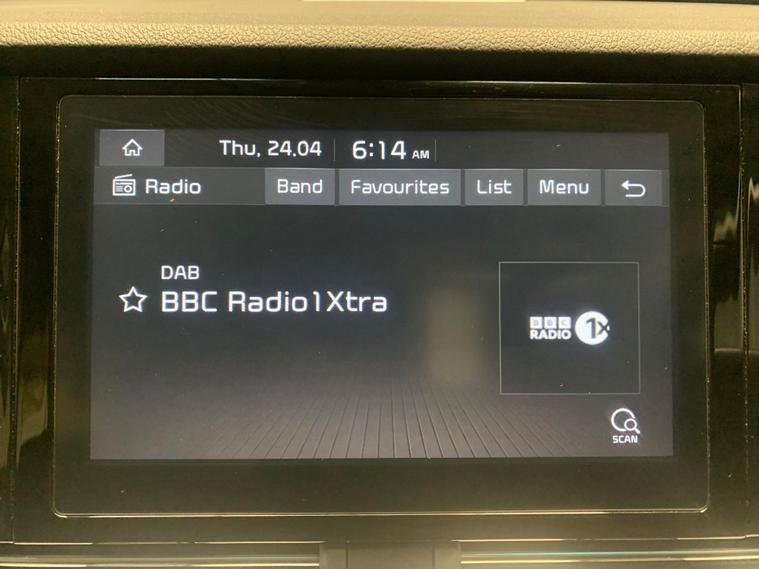 Thu, 24.04 6:14 AM
Radio Band Favourites List Menu
DAB
BBC Radio1Xtra
BBC RADIO 1X
SCAN